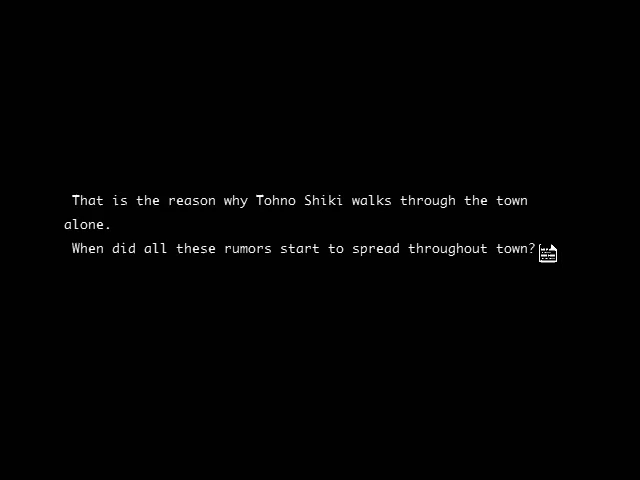 That is the reason why Tohno Shiki walks through the town
alone.
When did all these rumors start to spread throughout town?